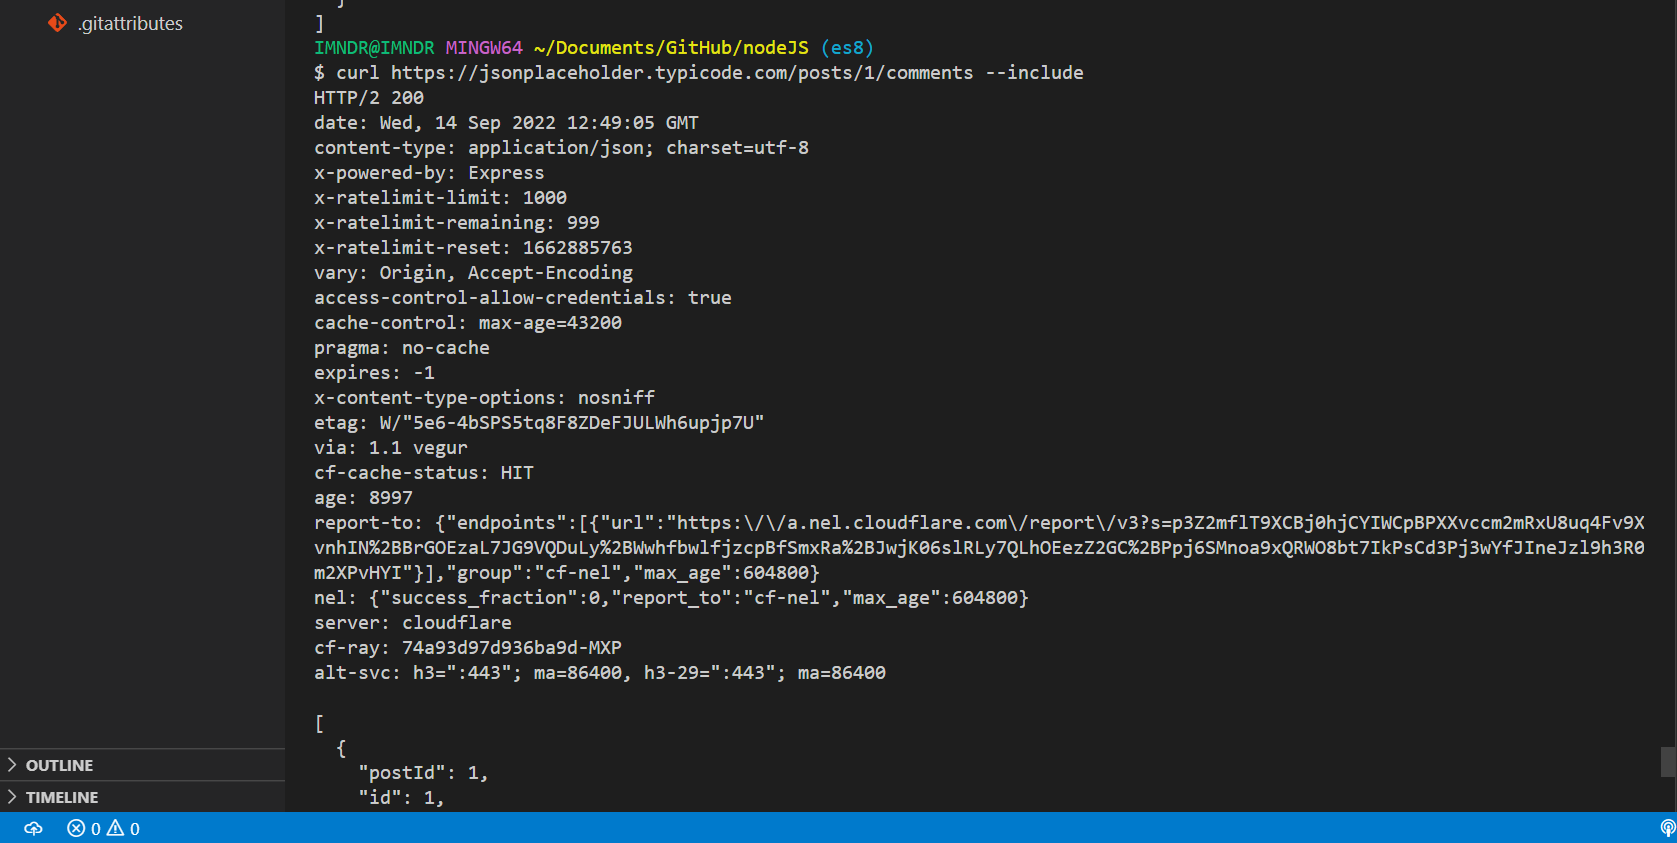 .gitattributes
]
IMNDR@IMNDR MINGW64 ~/Documents/GitHub/nodeJS (es8)
$ curl https://jsonplaceholder.typicode.com/posts/1/comments --include
HTTP/2 200
date: Wed, 14 Sep 2022 12:49:05 GMT
content-type: application/json; charset=utf-8
x-powered-by: Express
x-ratelimit-limit: 1000
x-ratelimit-remaining: 999
x-ratelimit-reset: 1662885763
vary: Origin, Accept-Encoding
access-control-allow-credentials: true
cache-control: max-age=43200
pragma: no-cache
expires: -1
x-content-type-options: nosniff
etag: W/"5e6-4bSPS5tq8F8ZDeFJULWh6upjp7U"
via: 1.1 vegur
cf-cache-status: HIT
age: 8997
report-to: {"endpoints":[{"url":"https:\/\/a.nel.cloudflare.com\/report\/v3?s=p3Z2mflT9XCBj0hjCYIWCpBPXXvccm2mRxU8uq4Fv9X
vnhIN%2BBrGOEzaL7JG9VQDuLy%2BWwhfbwlfjzcpBfSmxRa%2BJwjK06slRLy7QLhOEezZ2GC%2BPpj6SMnoa9xQRWO8bt7IkPsCd3Pj3wYfJIneJzl9h3R0
m2XPvHYI"}],"group":"cf-nel","max_age":604800}
nel: {"success_fraction":0,"report_to":"cf-nel","max_age":604800}
server: cloudflare
cf-ray: 74a93d97d936ba9d-MXP
alt-svc: h3=":443"; ma=86400, h3-29=":443"; ma=86400
[
{
"postId": 1,
"id": 1,
OUTLINE
TIMELINE
0 0